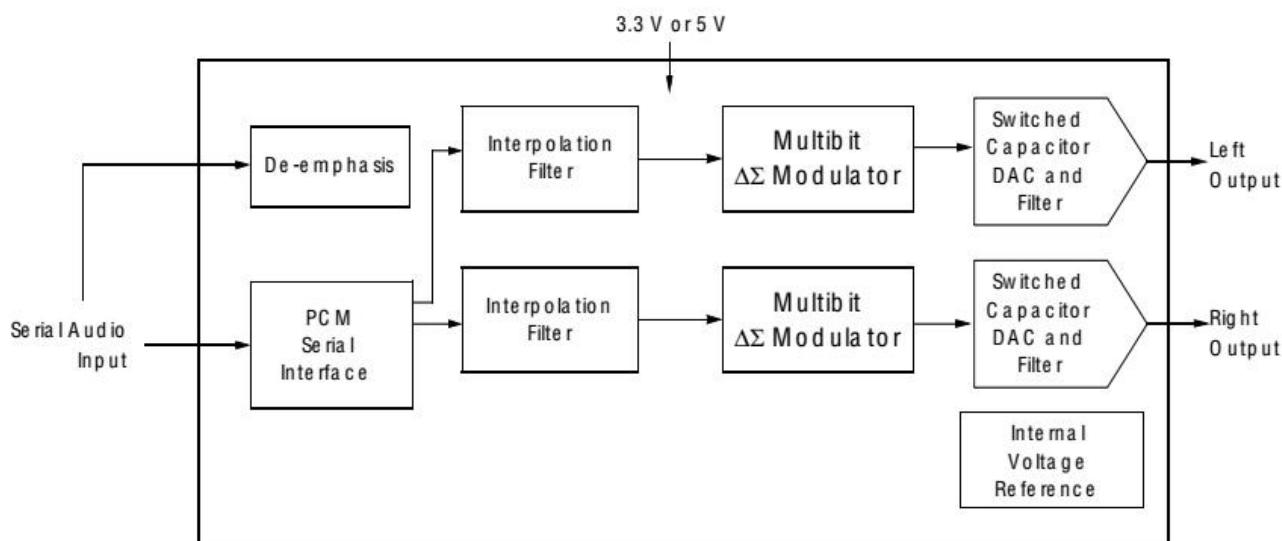 3.3 V or 5 V
De-emphasis
Interpolation
Filter
Multibit
ΔΣ Modulator
Switched
Capacitor
DAC and
Filter
Left
Output
Serial Audio
Input
PCM
Serial
Interface
Interpolation
Filter
Multibit
ΔΣ Modulator
Switched
Capacitor
DAC and
Filter
Right
Output
Internal
Voltage
Reference